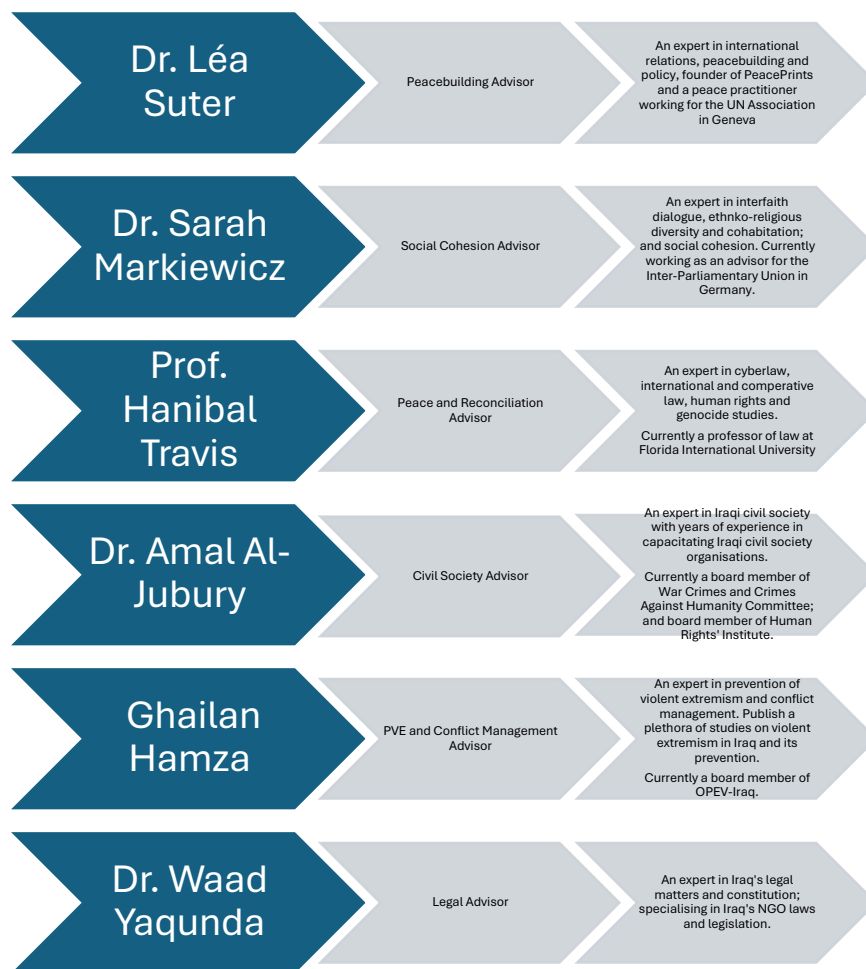 Dr. Léa
Suter
Peacebuilding Advisor
An expert in international
relations, peacebuilding and
policy, founder of PeacePrints
and a peace practitioner
working for the UN Association
in Geneva
Dr. Sarah
Markiewicz
Social Cohesion Advisor
An expert in interfaith
dialogue, ethnko-religious
diversity and cohabitation;
and social cohesion. Currently
working as an advisor for the
Inter-Parliamentary Union in
Germany.
Prof.
Hanibal
Travis
Peace and Reconciliation
Advisor
An expert in cyberlaw,
international and comperative
law, human rights and
genocide studies.
Currently a professor of law at
Florida International University
Dr. Amal Al-
Jubury
Civil Society Advisor
An expert in Iraqi civil society
with years of experience in
capacitating Iraqi civil society
organisations.
Currently a board member of
War Crimes and Crimes
Against Humanity Committee;
and board member of Human
Rights' Institute.
Ghailan
Hamza
PVE and Conflict Management
Advisor
An expert in prevention of
violent extremism and conflict
management. Publish a
plethora of studies on violent
extremism in Iraq and its
prevention.
Currently a board member of
OPEV-Iraq.
Dr. Waad
Yaqunda
Legal Advisor
An expert in Iraq's legal
matters and constitution;
specialising in Iraq's NGO laws
and legislation.